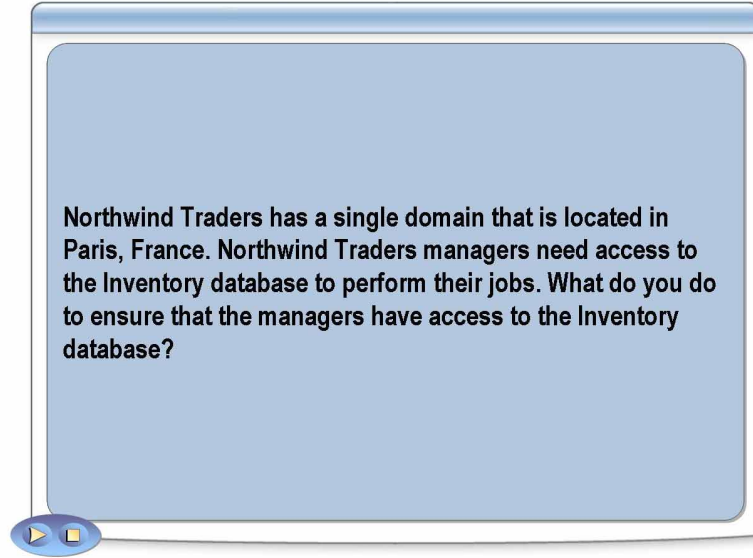 Northwind Traders has a single domain that is located in
Paris, France. Northwind Traders managers need access to
the Inventory database to perform their jobs. What do you do
to ensure that the managers have access to the Inventory
database?